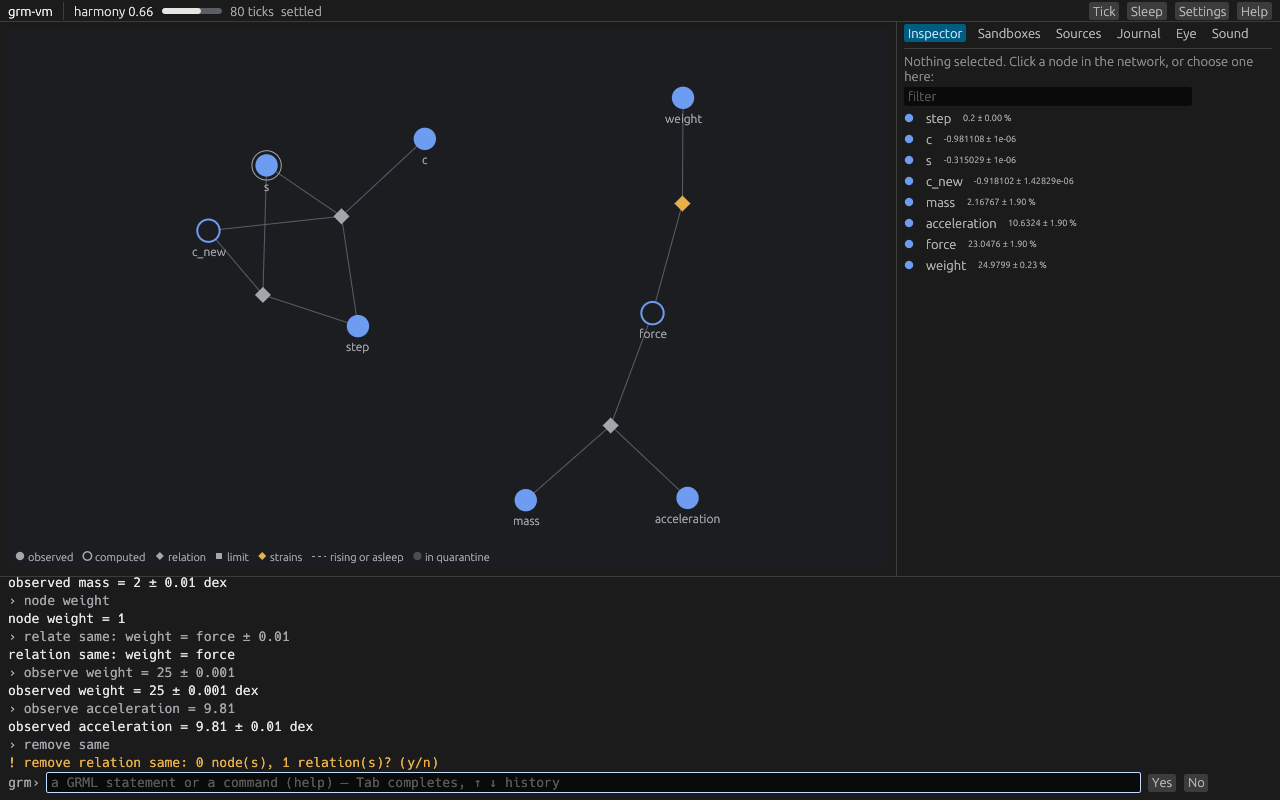 grm-vm harmony 0.66 80 ticks settled Tick Sleep Settings Help
Inspector Sandboxes Sources Journal Eye Sound
Nothing selected. Click a node in the network, or choose one
here:
filter
step 0.2 ± 0.00 %
c -0.981108 ± 1e-06
s -0.315029 ± 1e-06
c_new -0.918102 ± 1.42829e-06
mass 2.16767 ± 1.90 %
acceleration 10.6324 ± 1.90 %
force 23.0476 ± 1.90 %
weight 24.9799 ± 0.23 %
weight
c
s
c_new
step
force
mass
acceleration
observed computed relation limit strains rising or asleep in quarantine
observed mass = 2 ± 0.01 dex
› node weight
node weight = 1
› relate same: weight = force ± 0.01
relation same: weight = force
› observe weight = 25 ± 0.001
observed weight = 25 ± 0.001 dex
› observe acceleration = 9.81
observed acceleration = 9.81 ± 0.01 dex
› remove same
! remove relation same: 0 node(s), 1 relation(s)? (y/n)
grm› a GRML statement or a command (help) — Tab completes, ↑ ↓ history Yes No